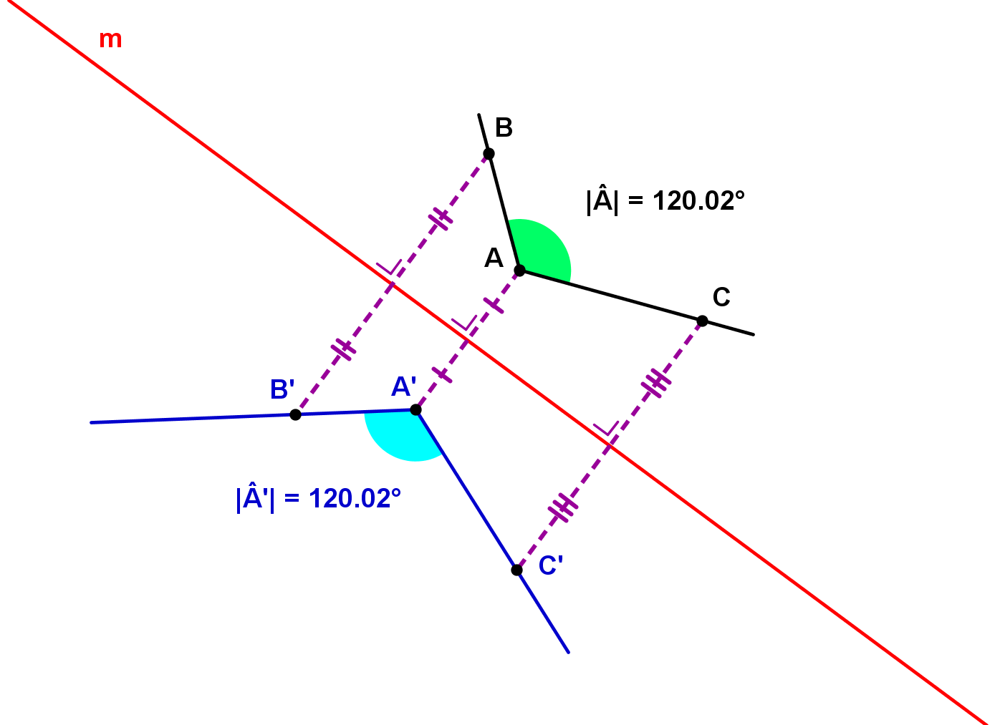 m
B
|Â| = 120.02°
A
C
B'
A'
|Â'| = 120.02°
C'